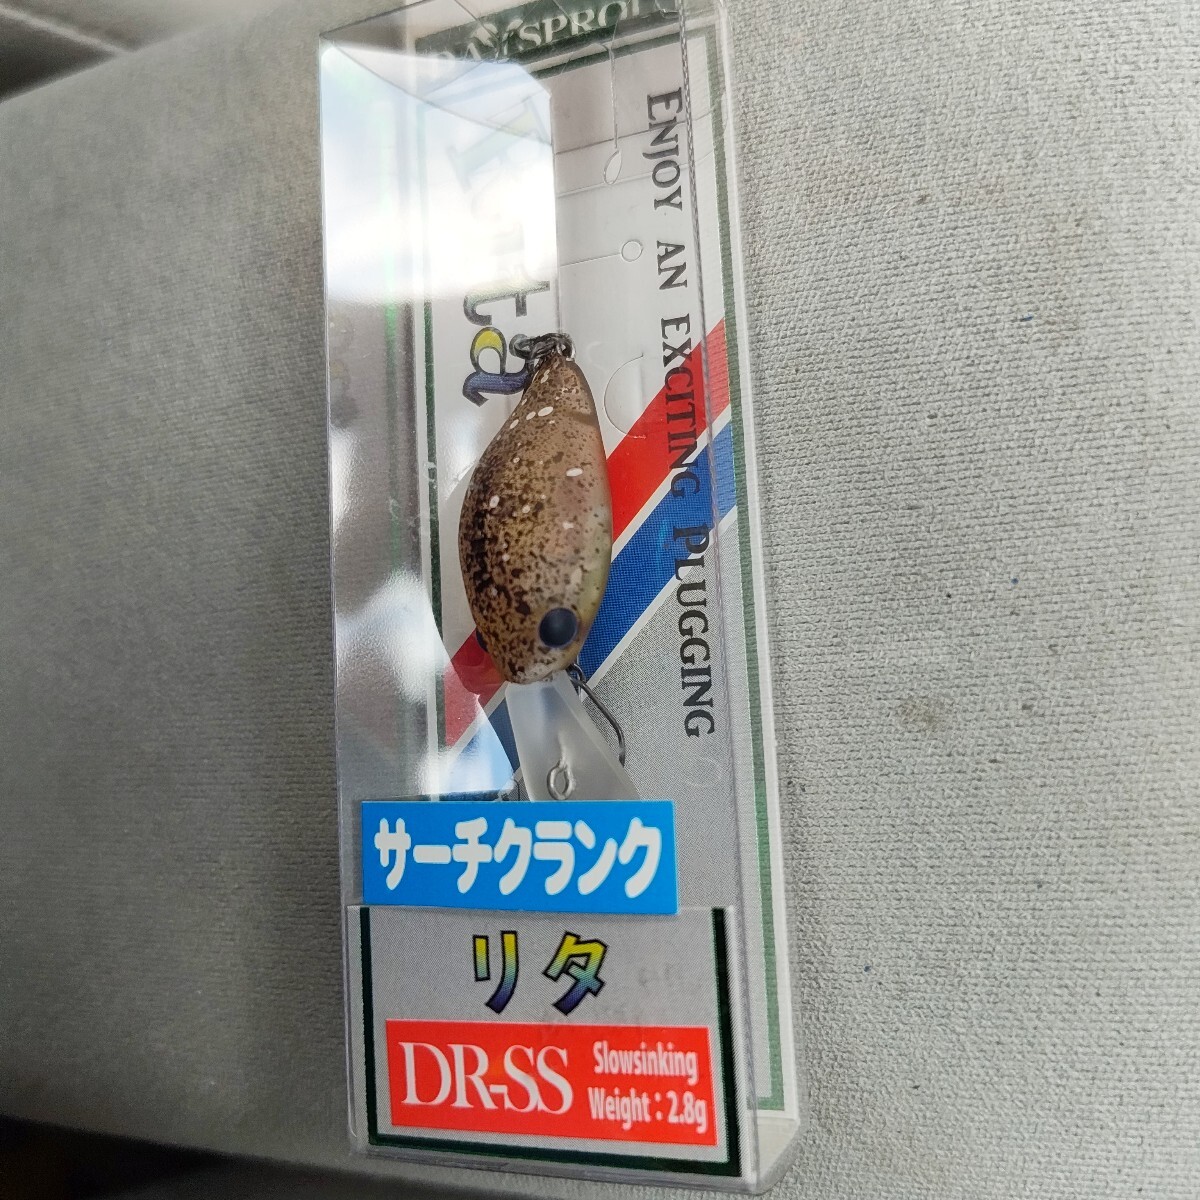 ENJOY AN EXCITING PLUGGING
サーチクランク
リタ
DR-SS
Slowsinking
Weight：2.8g